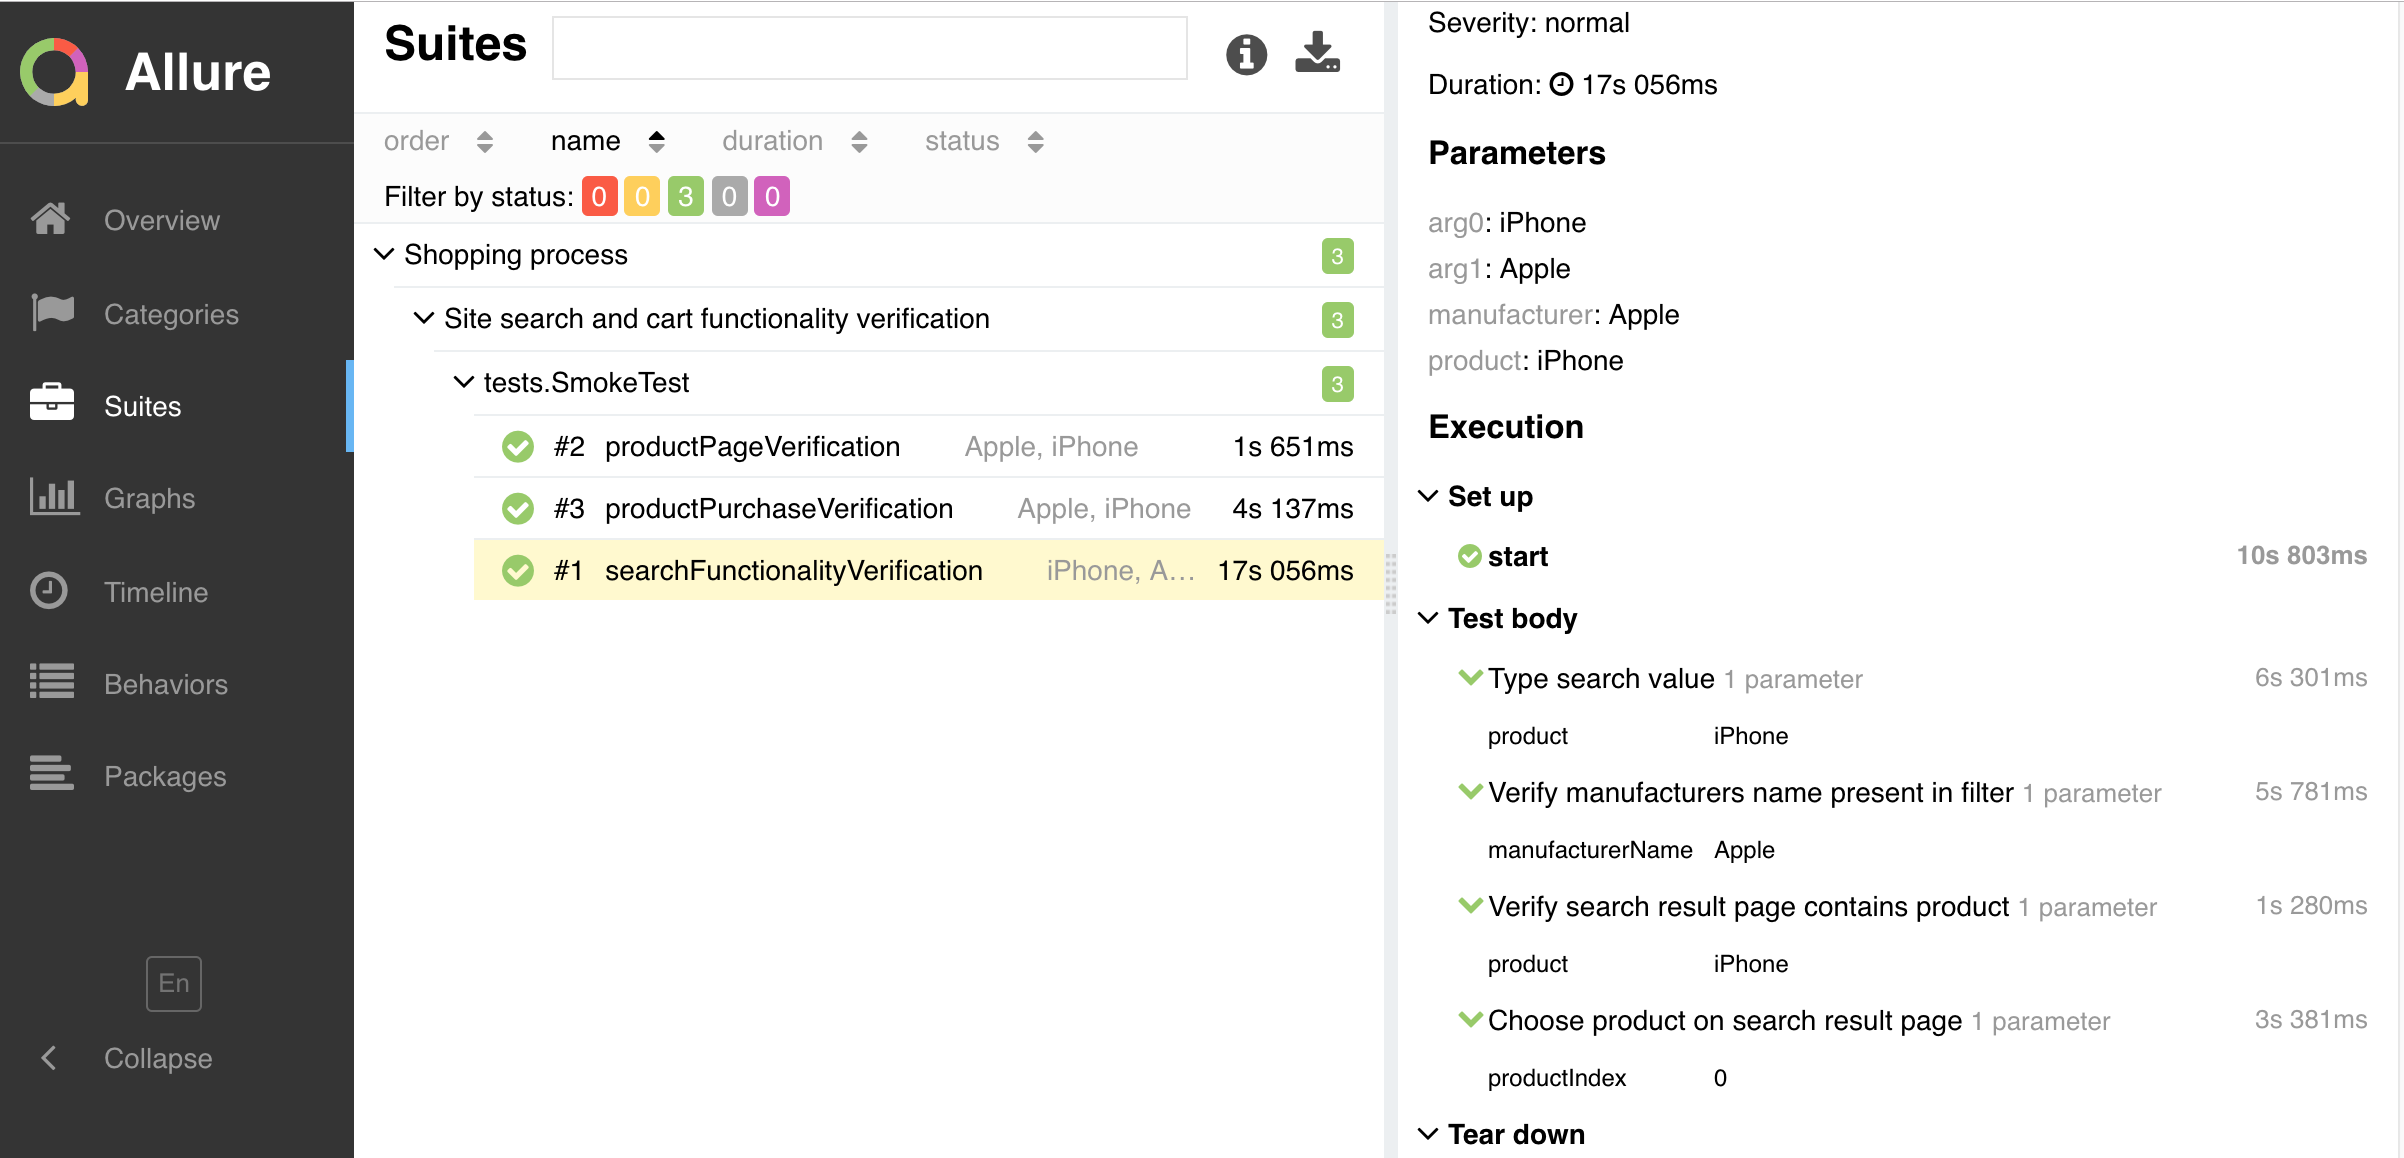 Allure
Overview
Categories
Suites
Graphs
Timeline
Behaviors
Packages
En
Collapse
Suites
order name duration status
Filter by status: 0 0 3 0 0
Shopping process 3
Site search and cart functionality verification 3
tests.SmokeTest 3
#2 productPageVerification Apple, iPhone 1s 651ms
#3 productPurchaseVerification Apple, iPhone 4s 137ms
#1 searchFunctionalityVerification iPhone, A... 17s 056ms
Severity: normal
Duration: 17s 056ms
Parameters
arg0: iPhone
arg1: Apple
manufacturer: Apple
product: iPhone
Execution
Set up
start 10s 803ms
Test body
Type search value 1 parameter 6s 301ms
product iPhone
Verify manufacturers name present in filter 1 parameter 5s 781ms
manufacturerName Apple
Verify search result page contains product 1 parameter 1s 280ms
product iPhone
Choose product on search result page 1 parameter 3s 381ms
productIndex 0
Tear down